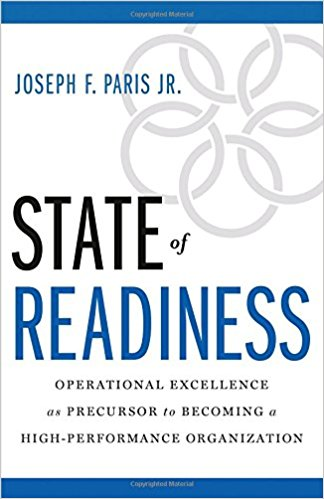 JOSEPH F. PARIS JR.
STATE of
READINESS
OPERATIONAL EXCELLENCE
as PRECURSOR to BECOMING a
HIGH-PERFORMANCE ORGANIZATION